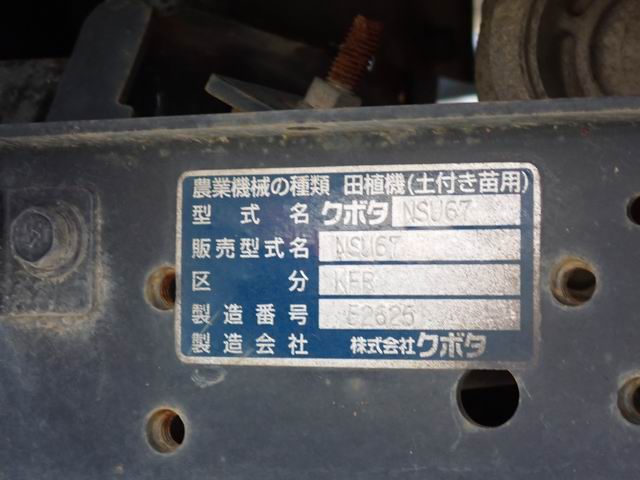 農業機械の種類 田植機(土付き苗用)
型式名 クボタ NSU67
販売型式名 NSU67
区分 KFR
製造番号 E2625
製造会社 株式会社クボタ